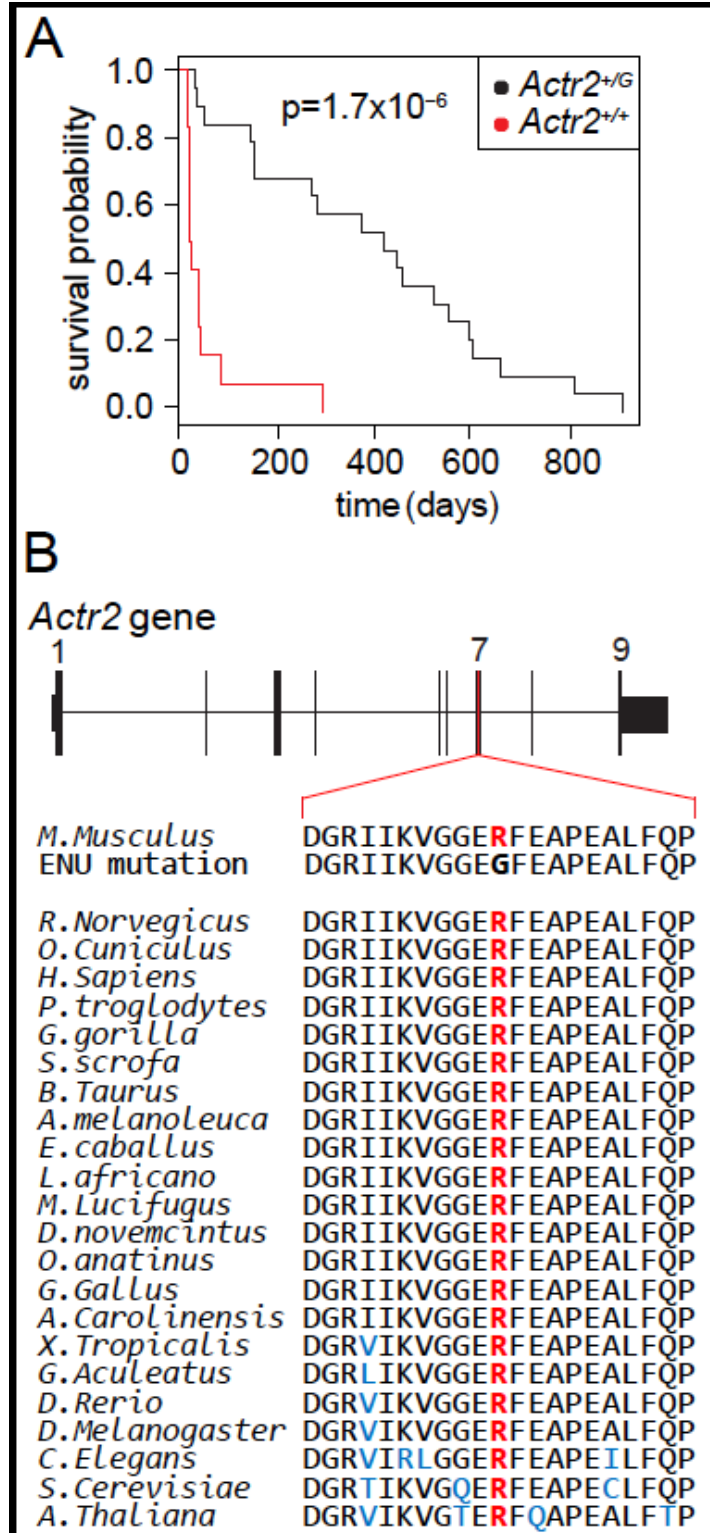 A
1.0
0.8
0.6
0.4
0.2
0.0
survival probability
p=1.7x10⁻⁶
Actr2+/G
Actr2+/+
0 200 400 600 800
time (days)
B
Actr2 gene
1 7 9
M.Musculus DGRIIKVGGERFEAPEALFQP
ENU mutation DGRIIKVGGEGFEAPEALFQP
R.Norvegicus DGRIIKVGGERFEAPEALFQP
O.Cuniculus DGRIIKVGGERFEAPEALFQP
H.Sapiens DGRIIKVGGERFEAPEALFQP
P.troglodytes DGRIIKVGGERFEAPEALFQP
G.gorilla DGRIIKVGGERFEAPEALFQP
S.scrofa DGRIIKVGGERFEAPEALFQP
B.Taurus DGRIIKVGGERFEAPEALFQP
A.melanoleuca DGRIIKVGGERFEAPEALFQP
E.caballus DGRIIKVGGERFEAPEALFQP
L.africano DGRIIKVGGERFEAPEALFQP
M.Lucifugus DGRIIKVGGERFEAPEALFQP
D.novemcintus DGRIIKVGGERFEAPEALFQP
O.anatinus DGRIIKVGGERFEAPEALFQP
G.Gallus DGRIIKVGGERFEAPEALFQP
A.Carolinensis DGRIIKVGGERFEAPEALFQP
X.Tropicalis DGRVIKVGGERFEAPEALFQP
G.Aculeatus DGRLIKVGGERFEAPEALFQP
D.Rerio DGRVIKVGGERFEAPEALFQP
D.Melanogaster DGRVIKVGGERFEAPEALFQP
C.Elegans DGRVIRLGGERFEAPEILFQP
S.Cerevisiae DGRTIKVGQERFEAPECLFQP
A.Thaliana DGRVIKVGTERFQAPEALFTP